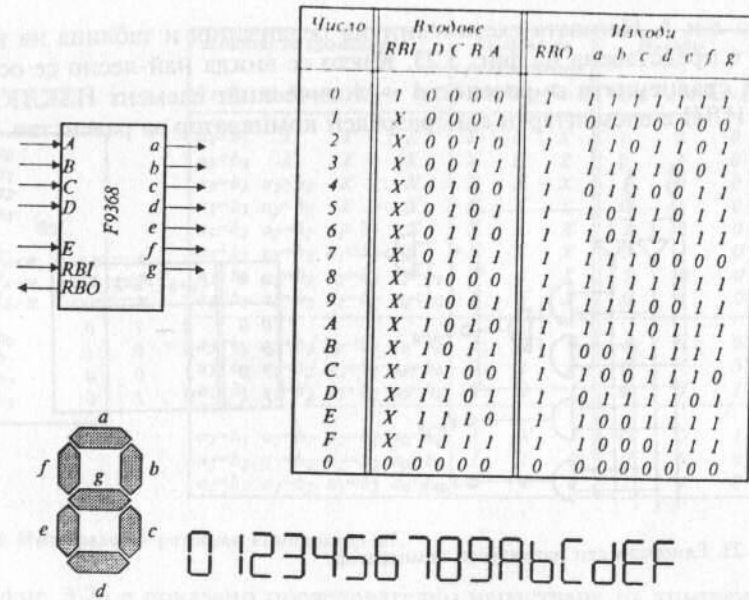 A
B
C
D
E
RBI
RBO
F9368
a
b
c
d
e
f
g
Число Входове Изходи
RBI D C B A RBO a b c d e f g
0 1 0 0 0 0 1 1 1 1 1 1 1
X 0 0 0 1 1 0 1 1 0 0 0 0
2 X 0 0 1 0 1 1 1 0 1 1 0 1
3 X 0 0 1 1 1 1 1 1 0 0 1
4 X 0 1 0 0 1 0 1 1 0 0 1 1
5 X 0 1 0 1 1 1 0 1 1 0 1 1
6 X 0 1 1 0 1 1 0 1 1 1 1 1
7 X 0 1 1 1 1 1 1 1 0 0 0 0
8 X 1 0 0 0 1 1 1 1 1 1 1 1
9 X 1 0 0 1 1 1 1 1 1 0 1 1
A X 1 0 1 0 1 1 1 1 0 1 1 1
B X 1 0 1 1 1 0 0 1 1 1 1 1
C X 1 1 0 0 1 1 0 0 1 1 1 0
D X 1 1 0 1 1 0 1 1 1 1 0 1
E X 1 1 1 0 1 1 0 0 1 1 1 1
F X 1 1 1 1 1 1 0 0 0 1 1 1
0 0 0 0 0 0 0 0 0 0 0 0 0 0
a
f
g
b
e
c
d
0123456789AbCdEF